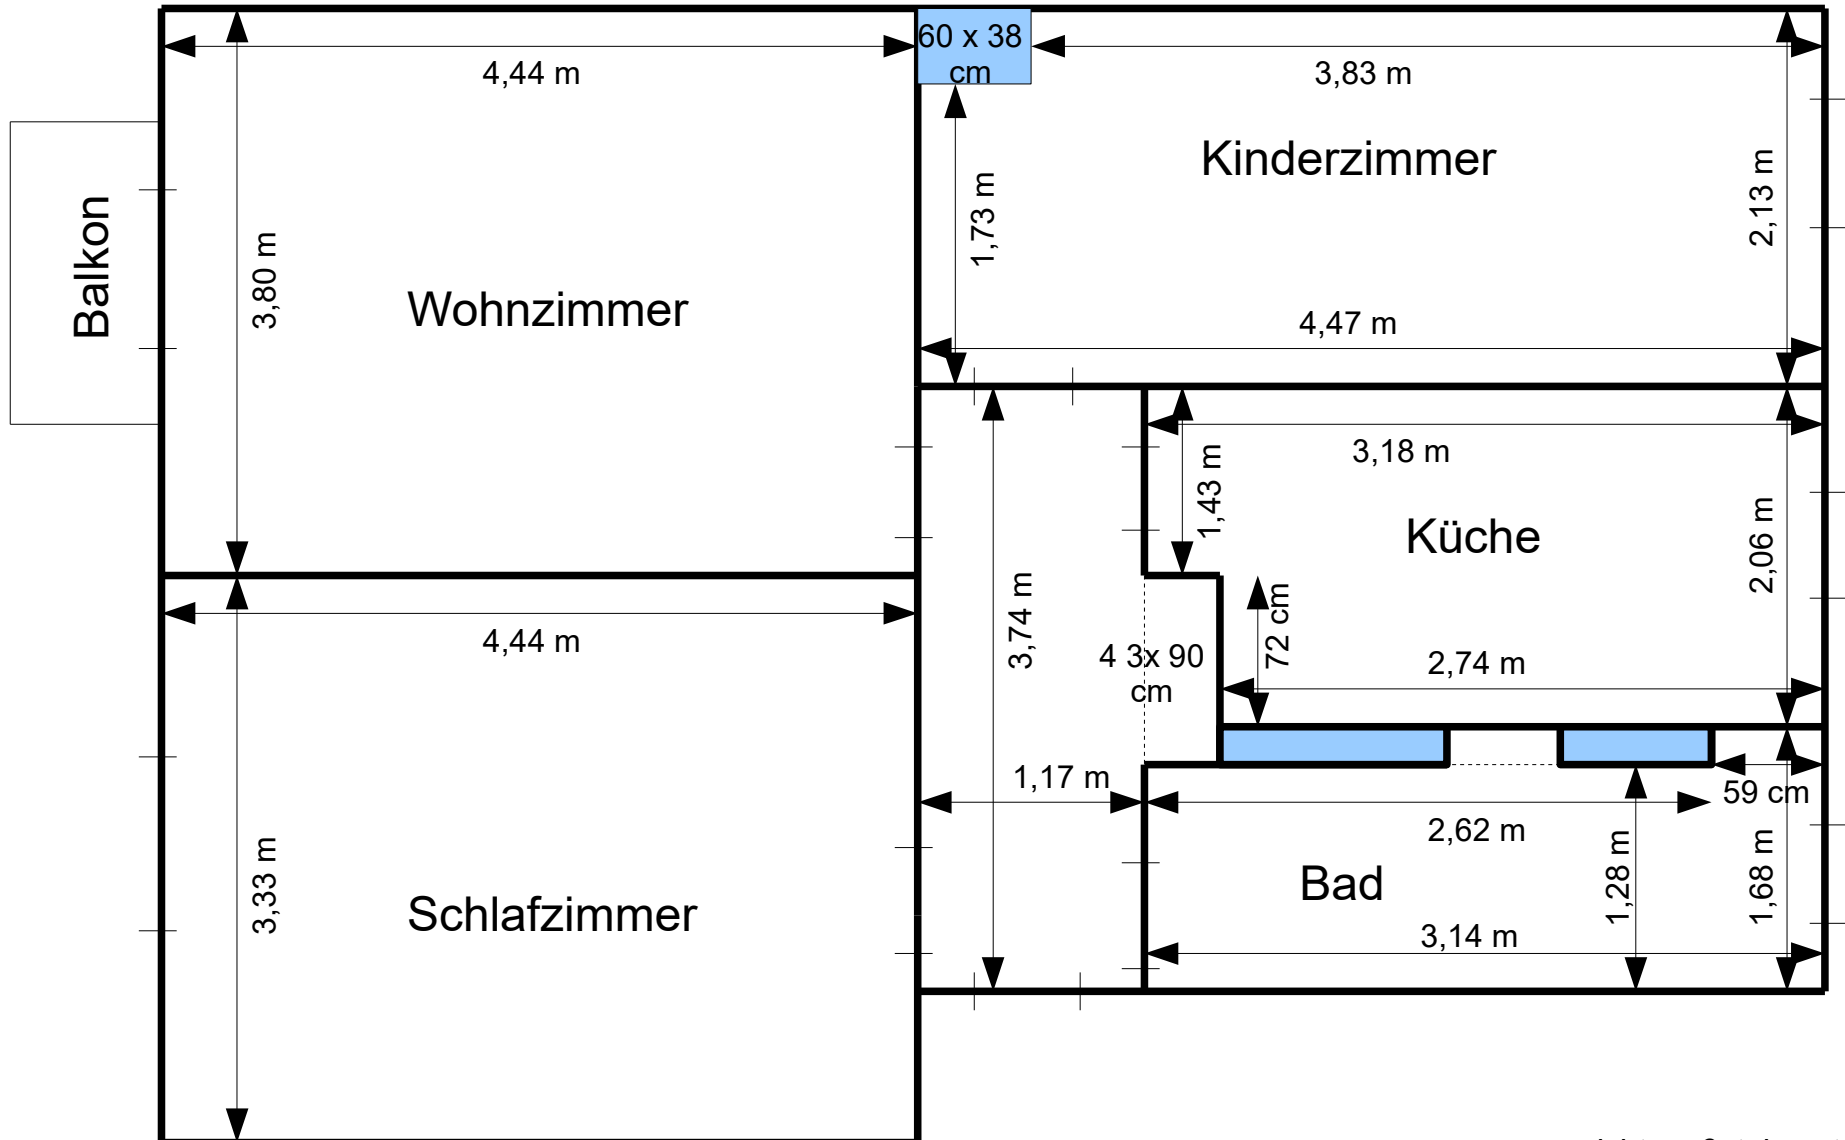 60 x 38
cm
4,44 m
3,83 m
Kinderzimmer
2,13 m
1,73 m
Balkon
3,80 m
Wohnzimmer
4,47 m
3,18 m
1,43 m
Küche
2,06 m
3,74 m
72 cm
4,44 m
4 3x 90
cm
2,74 m
1,17 m
59 cm
2,62 m
3,33 m
Schlafzimmer
Bad
1,28 m
1,68 m
3,14 m